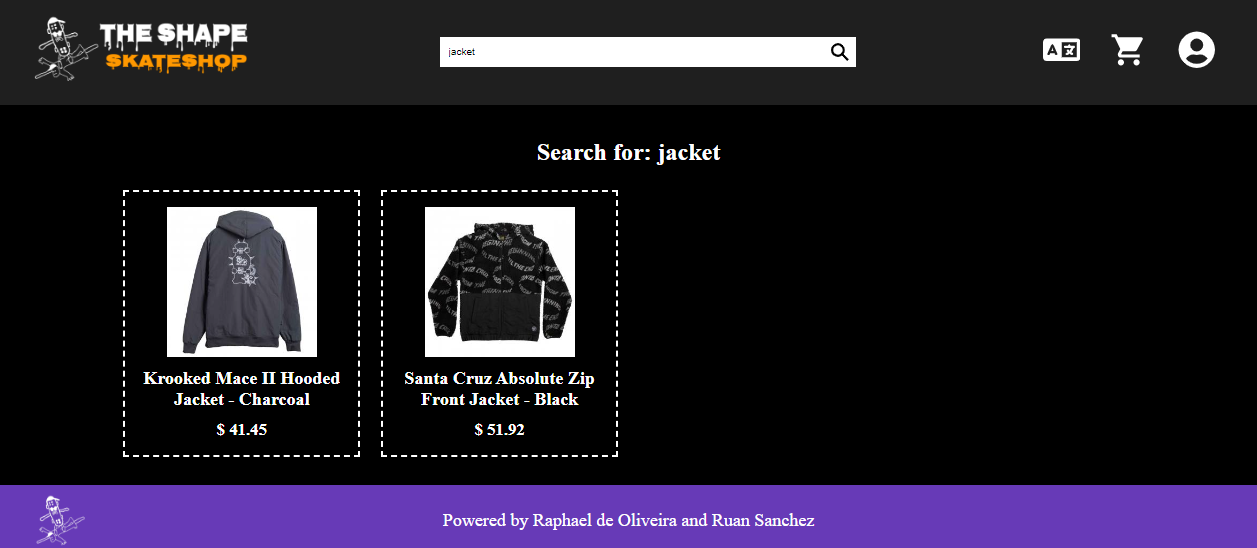 THE SHAPE
SKATESHOP
jacket
Search for: jacket
Krooked Mace II Hooded
Jacket - Charcoal
$ 41.45
Santa Cruz Absolute Zip
Front Jacket - Black
$ 51.92
Powered by Raphael de Oliveira and Ruan Sanchez